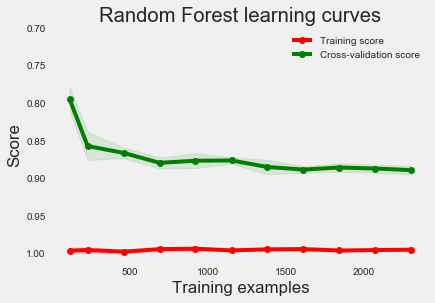 Random Forest learning curves
Training score
Cross-validation score
0.70
0.75
0.80
0.85
0.90
0.95
1.00
Score
500
1000
1500
2000
Training examples